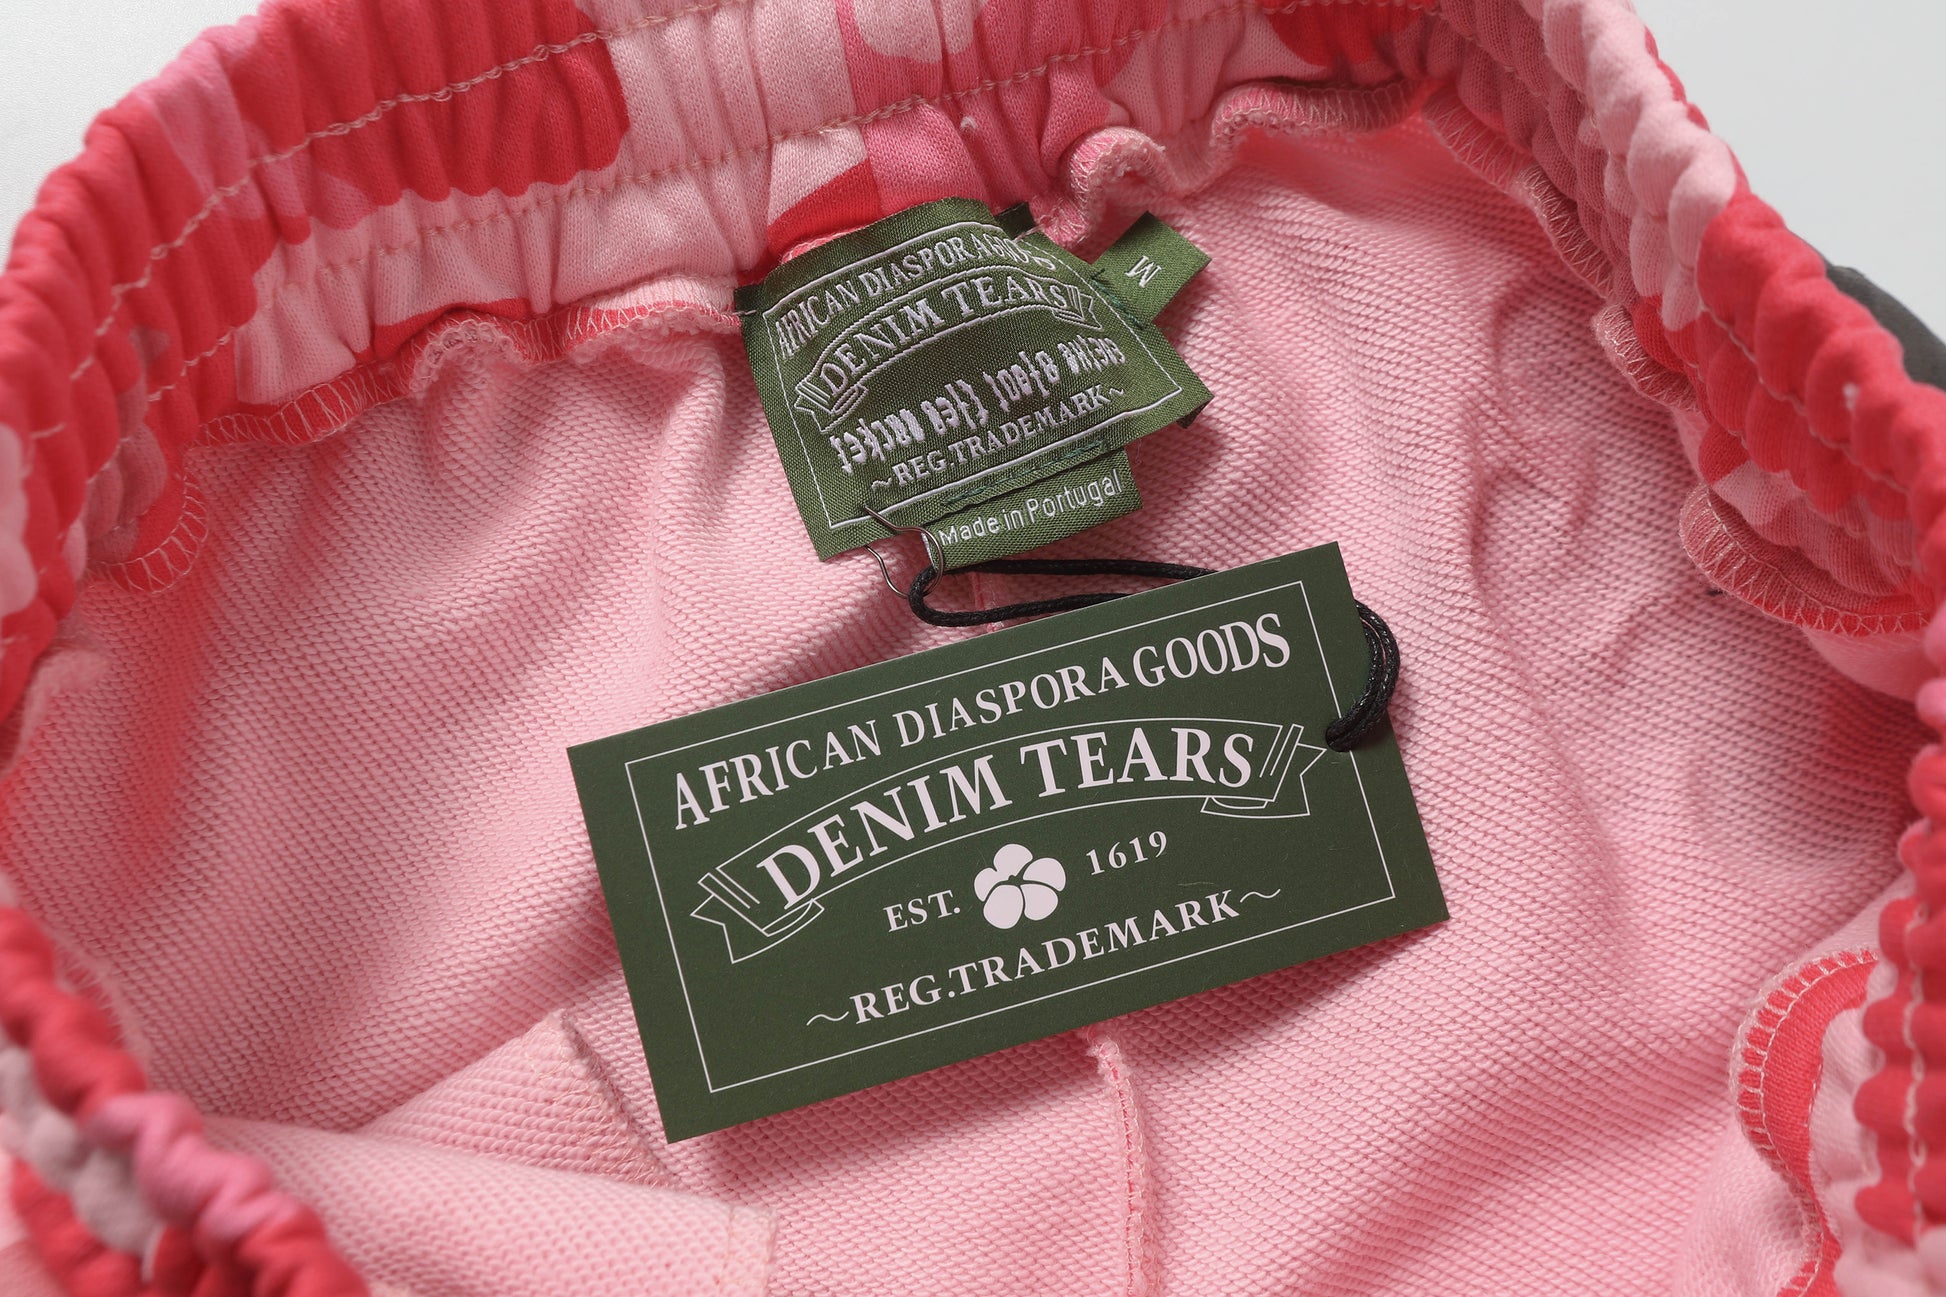 AFRICAN DIASPORA GOODS
DENIM TEARS
REG.TRADEMARK~
M
Made in Portugal
AFRICAN DIASPORA GOODS
DENIM TEARS
EST. 1619
~REG.TRADEMARK~